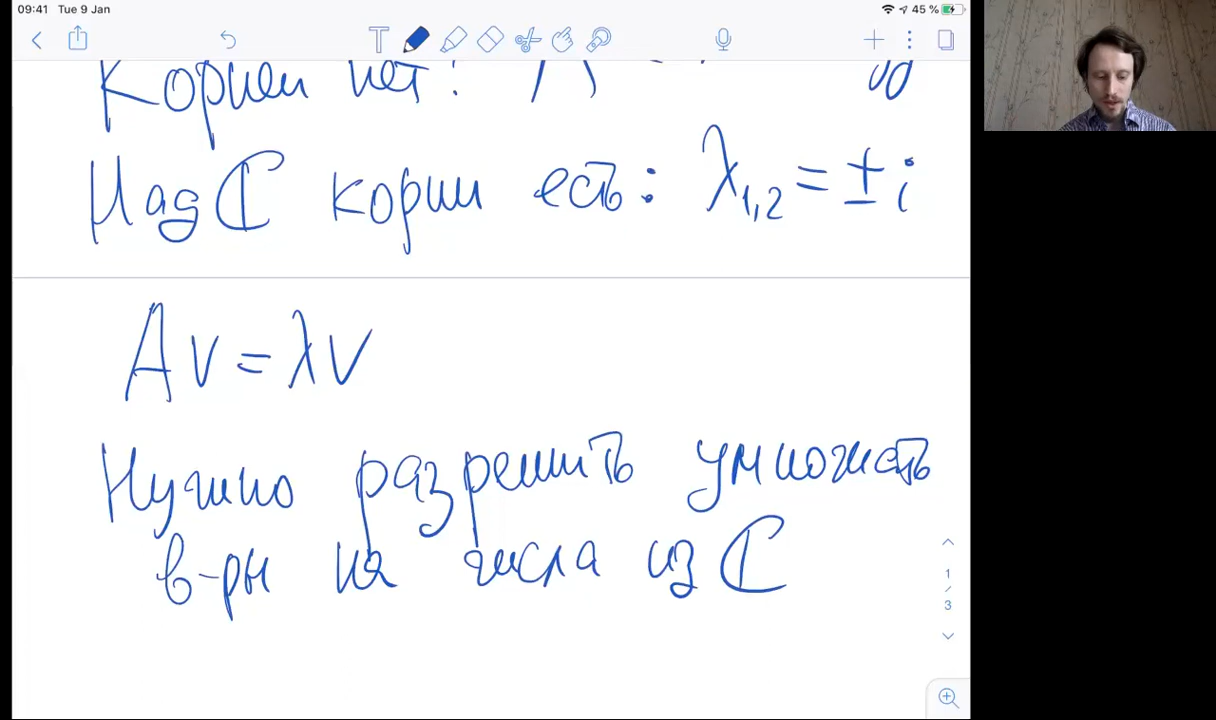 09:41 Tue 9 Jan
45 %
T
Корней нет!
Над ℂ корни есть: λ1,2 = ± i
Av = λv
Нужно разрешить умножать
в-ры на числа из ℂ
1
/
3